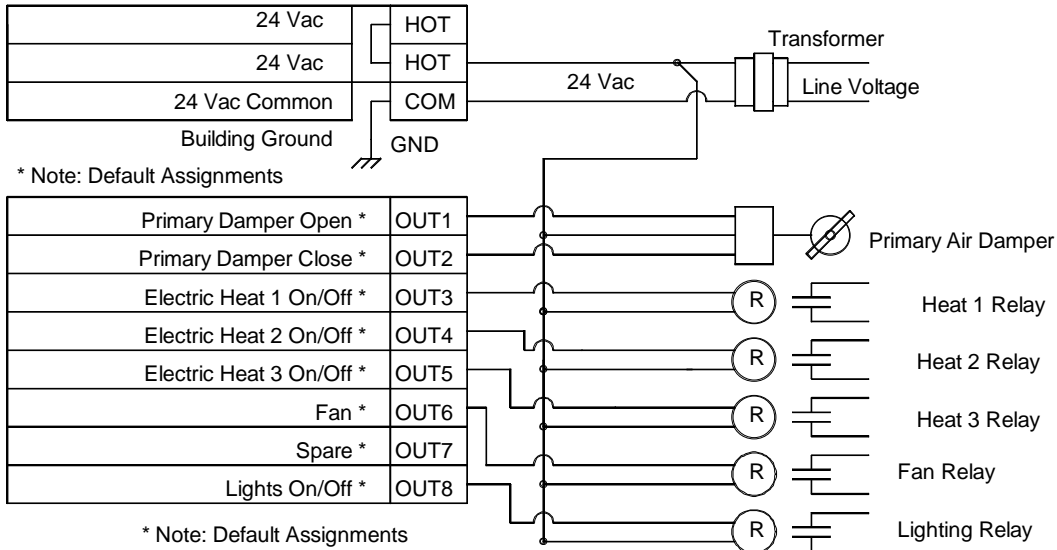 24 Vac HOT
Transformer
24 Vac HOT
24 Vac
Line Voltage
24 Vac Common COM
Building Ground GND
* Note: Default Assignments
Primary Damper Open * OUT1
Primary Air Damper
Primary Damper Close * OUT2
Electric Heat 1 On/Off * OUT3 R Heat 1 Relay
Electric Heat 2 On/Off * OUT4 R Heat 2 Relay
Electric Heat 3 On/Off * OUT5
Fan * OUT6 R Heat 3 Relay
Spare * OUT7 R Fan Relay
Lights On/Off * OUT8
* Note: Default Assignments R Lighting Relay